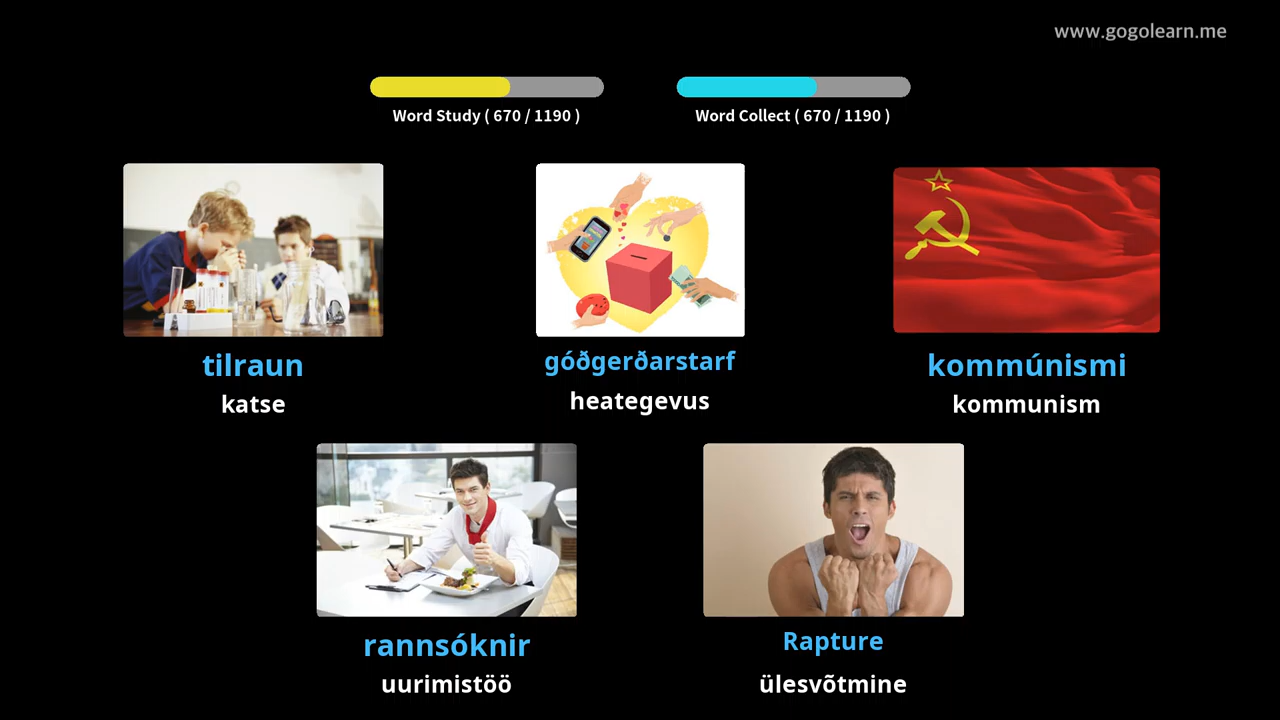 www.gogolearn.me
Word Study ( 670 / 1190 )
Word Collect ( 670 / 1190 )
tilraun
katse
góðgerðarstarf
heategevus
kommúnismi
kommunism
rannsóknir
uurimistöö
Rapture
ülesvõtmine